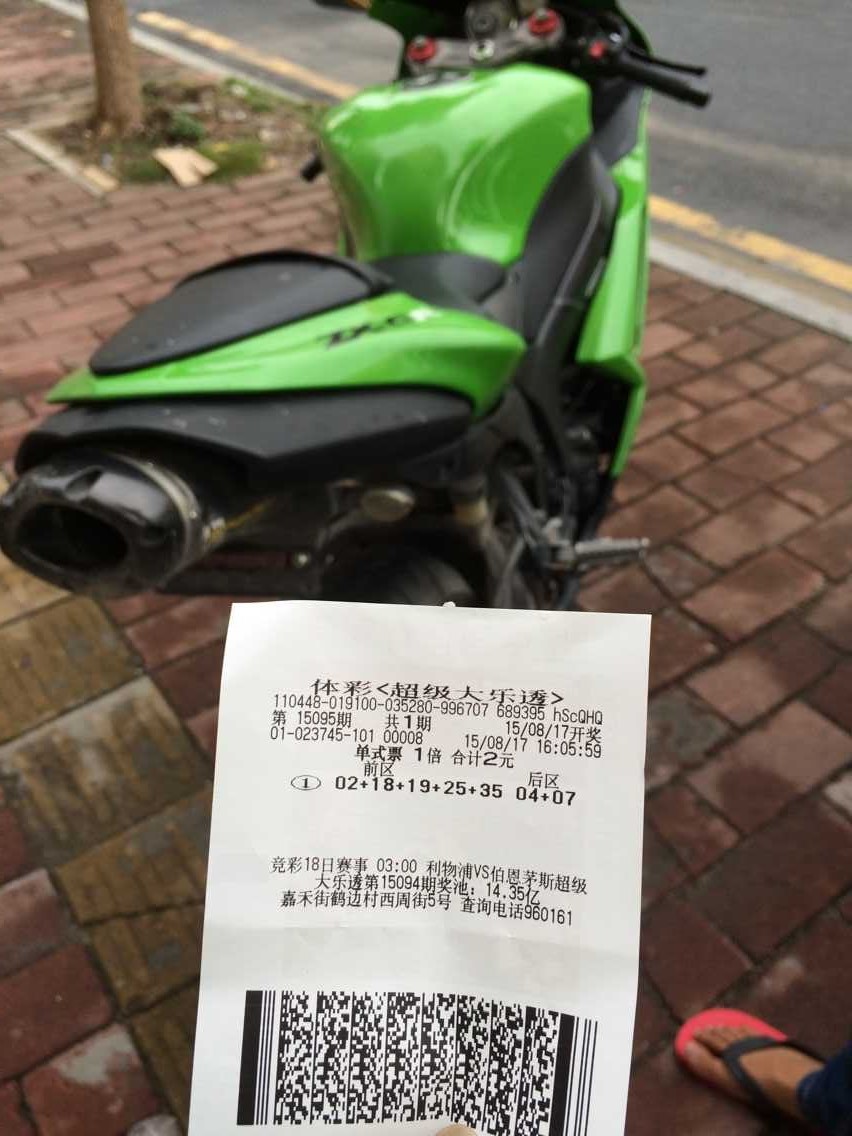 ZX-6R
体彩<超级大乐透>
110448-019100-035280-996707 689395 hScQHQ
第 15095期 共1期 15/08/17开奖
01-023745-101 00008 15/08/17 16:05:59
单式票 1倍 合计2元
前区 后区
① 02+18+19+25+35 04+07
竞彩18日赛事 03:00 利物浦VS伯恩茅斯超级
大乐透第15094期奖池：14.35亿
嘉禾街鹤边村西周街5号 查询电话960161